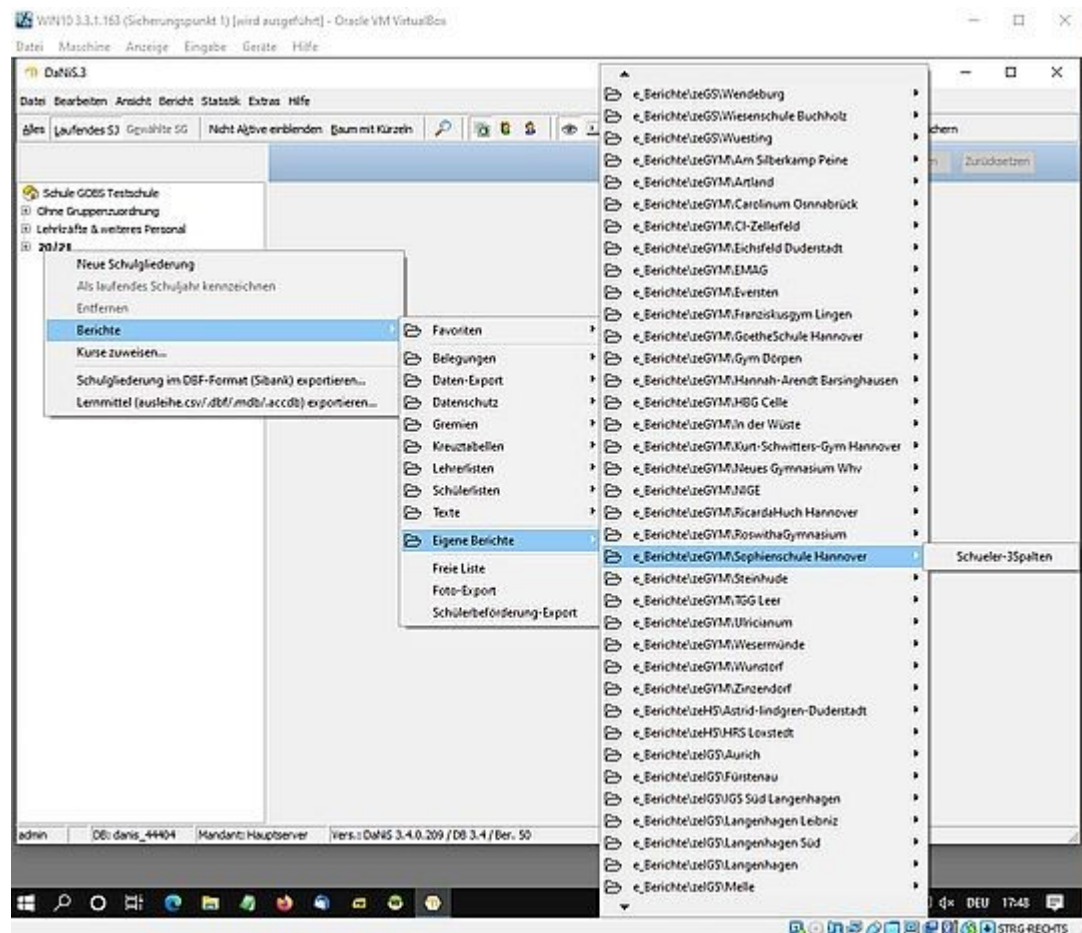 WIN10 3.3.1.163 (Sicherungspunkt 1) [wird ausgeführt] - Oracle VM VirtualBox
Datei Maschine Anzeige Eingabe Geräte Hilfe
DaNiS.3
Datei Bearbeiten Ansicht Bericht Statistik Extras Hilfe
Alles Laufendes SJ Gewählte SG Nicht Aktive einblenden Baum mit Kürzeln
Zurücksetzen
Schule GOBS Testschule
Ohne Gruppenzuordnung
Lehrkräfte & weiteres Personal
20/21
Neue Schulgliederung
Als laufendes Schuljahr kennzeichnen
Entfernen
Berichte
Kurse zuweisen...
Schulgliederung im DBF-Format (Sibank) exportieren...
Lernmittel (ausleihe.csv/.dbf/.mdb/.accdb) exportieren...
Favoriten
Belegungen
Daten-Export
Datenschutz
Gremien
Kreuztabellen
Lehrerlisten
Schülerlisten
Texte
Eigene Berichte
Freie Liste
Foto-Export
Schülerbeförderung-Export
e_Berichte\zeGS\Wendeburg
e_Berichte\zeGS\Wiesenschule Buchholz
e_Berichte\zeGS\Wuesting
e_Berichte\zeGYM\Am Silberkamp Peine
e_Berichte\zeGYM\Artland
e_Berichte\zeGYM\Carolinum Osnnabrück
e_Berichte\zeGYM\Cl-Zellerfeld
e_Berichte\zeGYM\Eichsfeld Duderstadt
e_Berichte\zeGYM\EMAG
e_Berichte\zeGYM\Eversten
e_Berichte\zeGYM\Franziskusgym Lingen
e_Berichte\zeGYM\GoetheSchule Hannover
e_Berichte\zeGYM\Gym Dörpen
e_Berichte\zeGYM\Hannah-Arendt Barsinghausen
e_Berichte\zeGYM\HBG Celle
e_Berichte\zeGYM\In der Wüste
e_Berichte\zeGYM\Kurt-Schwitters-Gym Hannover
e_Berichte\zeGYM\Neues Gymnasium Whv
e_Berichte\zeGYM\NIGE
e_Berichte\zeGYM\RicardaHuch Hannover
e_Berichte\zeGYM\RoswithaGymnasium
e_Berichte\zeGYM\Sophienschule Hannover
e_Berichte\zeGYM\Steinhude
e_Berichte\zeGYM\TGG Leer
e_Berichte\zeGYM\Ulricianum
e_Berichte\zeGYM\Wesermünde
e_Berichte\zeGYM\Wunstorf
e_Berichte\zeGYM\Zinzendorf
e_Berichte\zeHS\Astrid-lindgren-Duderstadt
e_Berichte\zeHS\HRS Loxstedt
e_Berichte\zeIGS\Aurich
e_Berichte\zeIGS\Fürstenau
e_Berichte\zeIGS\IGS Süd Langenhagen
e_Berichte\zeIGS\Langenhagen Leibniz
e_Berichte\zeIGS\Langenhagen Süd
e_Berichte\zeIGS\Langenhagen
e_Berichte\zeIGS\Melle
Schueler-3Spalten
admin DB: danis_44404 Mandant: Hauptserver Vers.: DaNiS 3.4.0.209 / DB 3.4 / Ber. 50
DEU 17:48
STRG-RECHTS